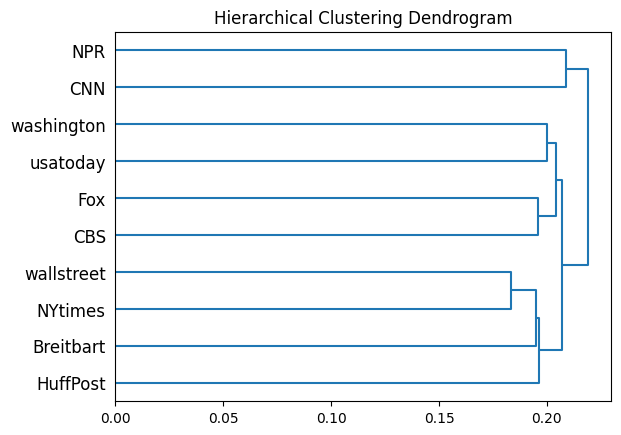 Hierarchical Clustering Dendrogram
NPR
CNN
washington
usatoday
Fox
CBS
wallstreet
NYtimes
Breitbart
HuffPost
0.00 0.05 0.10 0.15 0.20